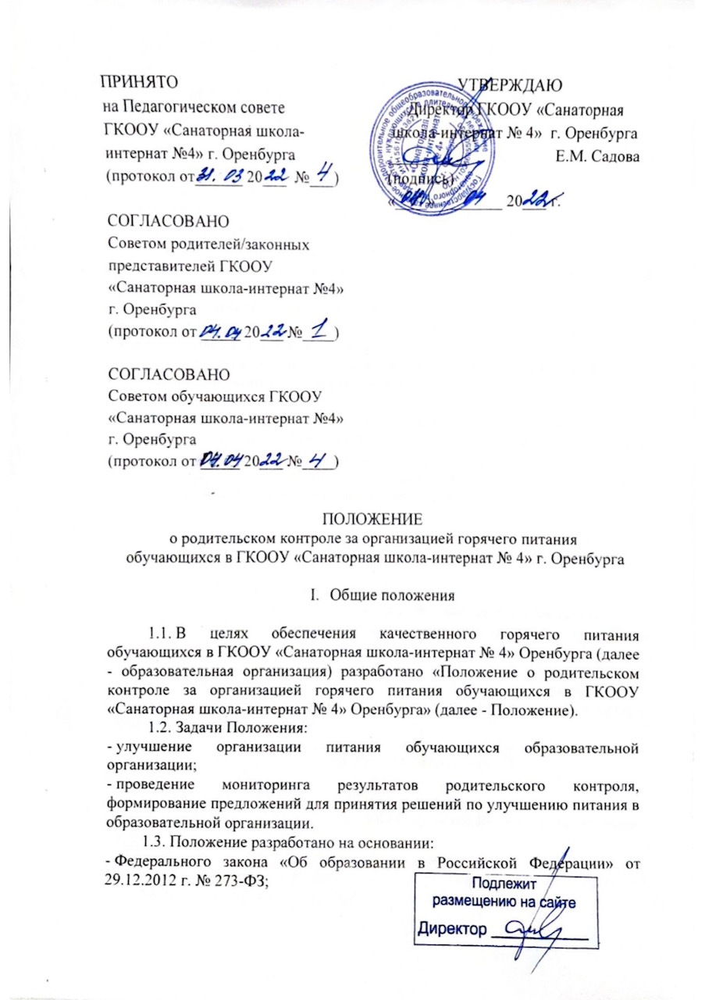 ПРИНЯТО
на Педагогическом совете
ГКООУ «Санаторная школа-
интернат №4» г. Оренбурга
(протокол от 31. 03 2022 № 4)
УТВЕРЖДАЮ
Директор ГКООУ «Санаторная
школа-интернат № 4» г. Оренбурга
Е.М. Садова
(подпись)
«04» 04 2022 г.
СОГЛАСОВАНО
Советом родителей/законных
представителей ГКООУ
«Санаторная школа-интернат №4»
г. Оренбурга
(протокол от 04. 04 2022 № 1)
СОГЛАСОВАНО
Советом обучающихся ГКООУ
«Санаторная школа-интернат №4»
г. Оренбурга
(протокол от 04. 04 2022 № 4)
ПОЛОЖЕНИЕ
о родительском контроле за организацией горячего питания
обучающихся в ГКООУ «Санаторная школа-интернат № 4» г. Оренбурга
I. Общие положения
1.1. В целях обеспечения качественного горячего питания
обучающихся в ГКООУ «Санаторная школа-интернат № 4» Оренбурга (далее
- образовательная организация) разработано «Положение о родительском
контроле за организацией горячего питания обучающихся в ГКООУ
«Санаторная школа-интернат № 4» Оренбурга» (далее - Положение).
1.2. Задачи Положения:
- улучшение организации питания обучающихся образовательной
организации;
- проведение мониторинга результатов родительского контроля,
формирование предложений для принятия решений по улучшению питания в
образовательной организации.
1.3. Положение разработано на основании:
- Федерального закона «Об образовании в Российской Федерации» от
29.12.2012 г. № 273-ФЗ;
Подлежит
размещению на сайте
Директор